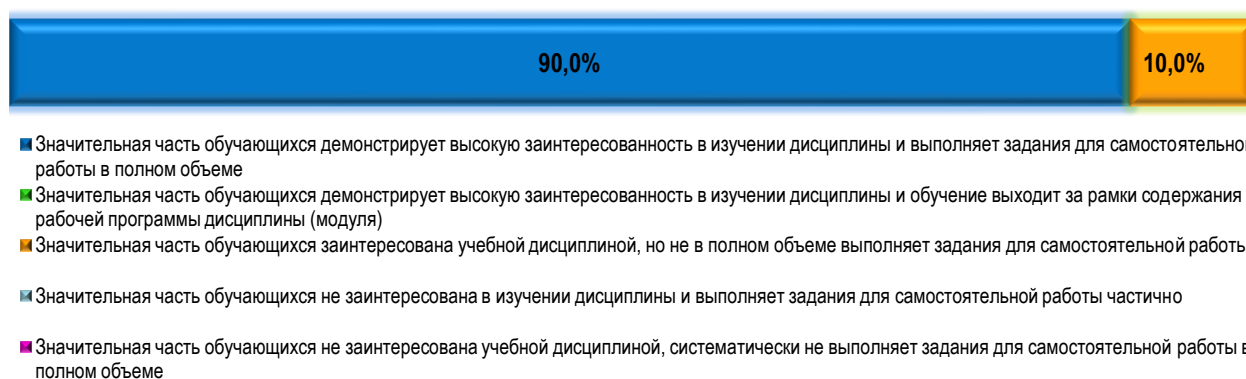 90,0%
10,0%
Значительная часть обучающихся демонстрирует высокую заинтересованность в изучении дисциплины и выполняет задания для самостоятельно
работы в полном объеме
Значительная часть обучающихся демонстрирует высокую заинтересованность в изучении дисциплины и обучение выходит за рамки содержания
рабочей программы дисциплины (модуля)
Значительная часть обучающихся заинтересована учебной дисциплиной, но не в полном объеме выполняет задания для самостоятельной работы
Значительная часть обучающихся не заинтересована в изучении дисциплины и выполняет задания для самостоятельной работы частично
Значительная часть обучающихся не заинтересована учебной дисциплиной, систематически не выполняет задания для самостоятельной работы в
полном объеме